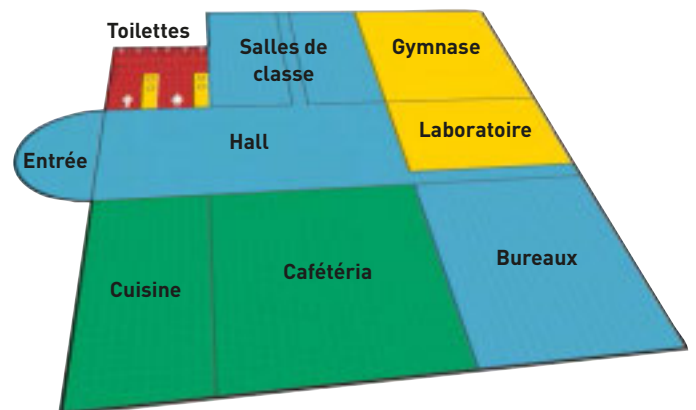 Toilettes
Salles de
classe
Gymnase
Laboratoire
Hall
Entrée
Cuisine
Cafétéria
Bureaux